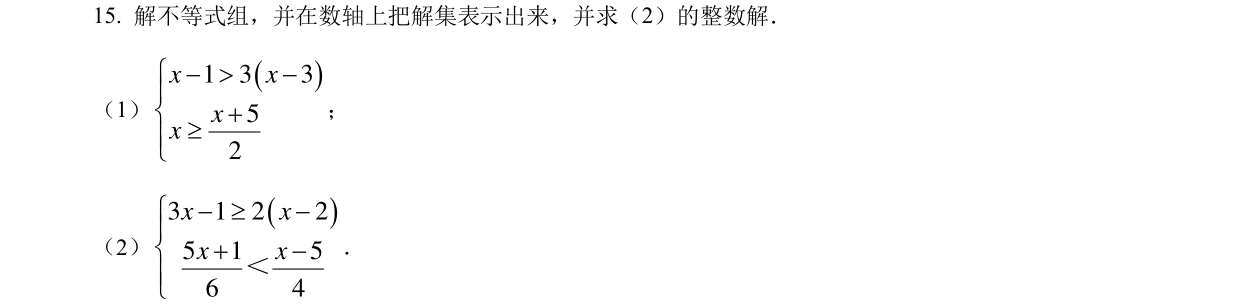 15. 解不等式组，并在数轴上把解集表示出来，并求（2）的整数解．
（1）{x−1>3(x−3)
x≥(x+5)/2 ；
（2）{3x−1≥2(x−2)
(5x+1)/6＜(x−5)/4 ．